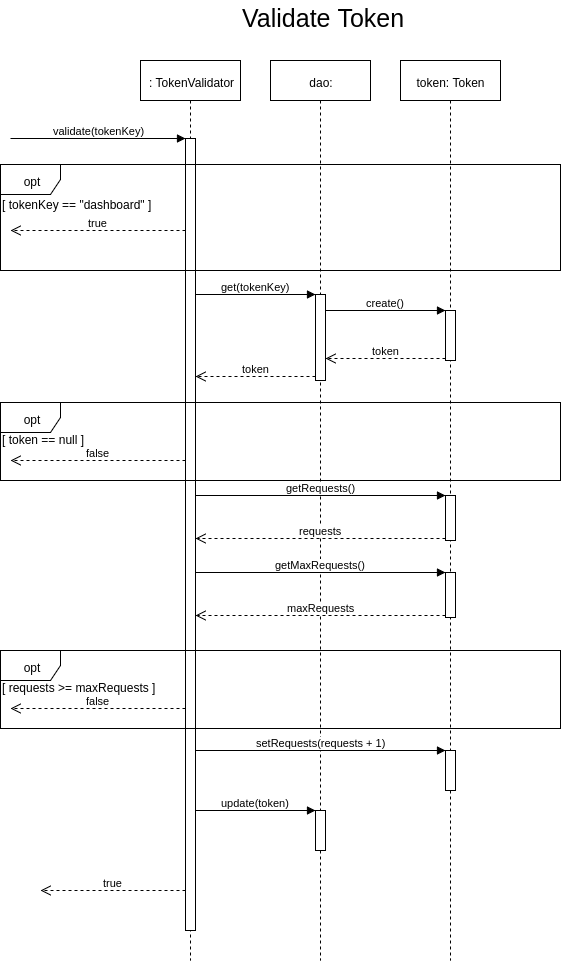 Validate Token
: TokenValidator
dao:
token: Token
validate(tokenKey)
opt
[ tokenKey == "dashboard" ]
true
get(tokenKey)
create()
token
token
opt
[ token == null ]
false
getRequests()
requests
getMaxRequests()
maxRequests
opt
[ requests >= maxRequests ]
false
setRequests(requests + 1)
update(token)
true